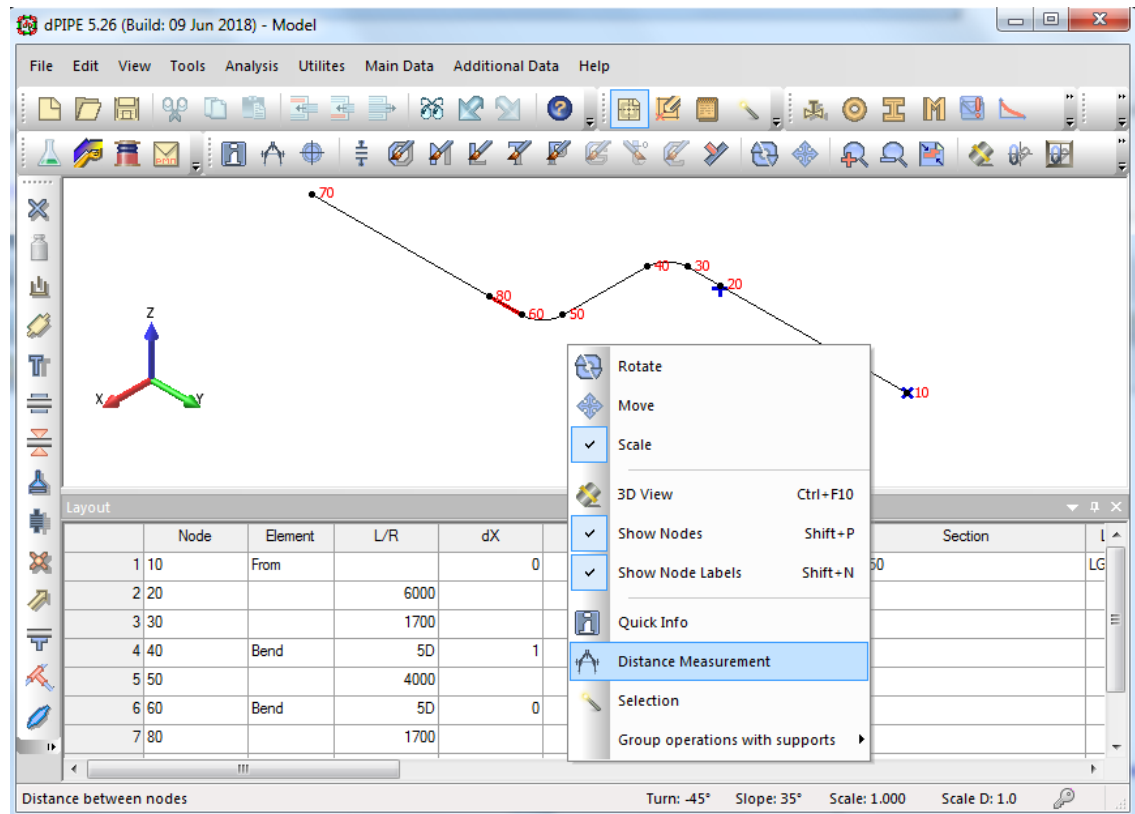 dPIPE 5.26 (Build: 09 Jun 2018) - Model
File Edit View Tools Analysis Utilites Main Data Additional Data Help
70
40 30
20
80
60 50
10
Z
X Y
Rotate
Move
Scale
3D View Ctrl+F10
Show Nodes Shift+P
Show Node Labels Shift+N
Quick Info
Distance Measurement
Selection
Group operations with supports
Layout
Node Element L/R dX Section
1 10 From 0 LG
2 20 6000
3 30 1700
4 40 Bend 5D 1
5 50 4000
6 60 Bend 5D 0
7 80 1700
Distance between nodes Turn: -45° Slope: 35° Scale: 1.000 Scale D: 1.0